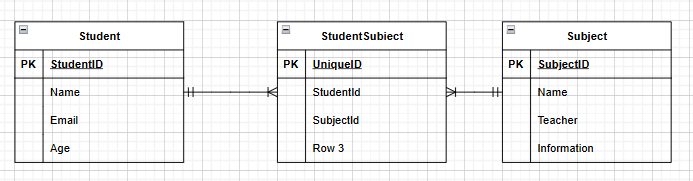 Student
PK StudentID
Name
Email
Age
StudentSubiect
PK UniqueID
StudentId
SubjectId
Row 3
Subject
PK SubjectID
Name
Teacher
Information